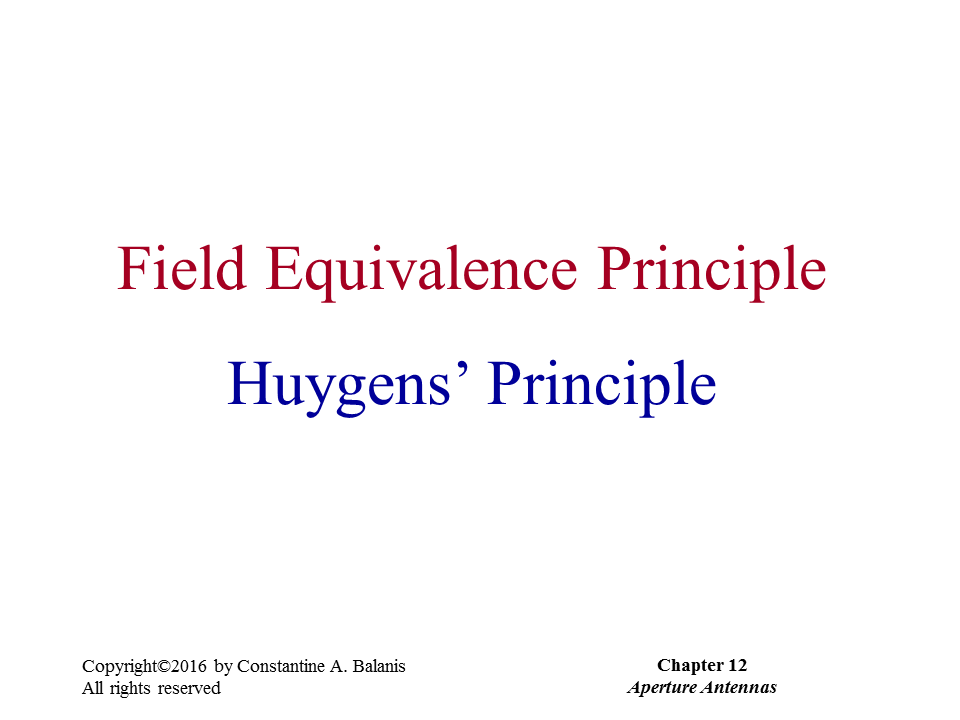 Field Equivalence Principle
Huygens’ Principle
Copyright©2016 by Constantine A. Balanis
All rights reserved
Chapter 12
Aperture Antennas